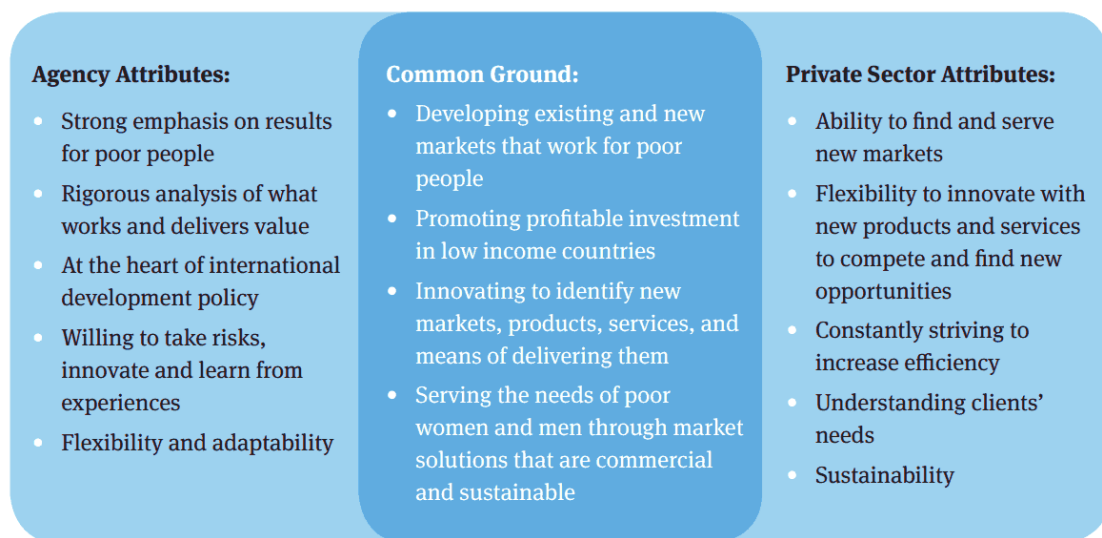 Agency Attributes:
• Strong emphasis on results
for poor people
• Rigorous analysis of what
works and delivers value
• At the heart of international
development policy
• Willing to take risks,
innovate and learn from
experiences
• Flexibility and adaptability
Common Ground:
• Developing existing and new
markets that work for poor
people
• Promoting profitable investment
in low income countries
• Innovating to identify new
markets, products, services, and
means of delivering them
• Serving the needs of poor
women and men through market
solutions that are commercial
and sustainable
Private Sector Attributes:
• Ability to find and serve
new markets
• Flexibility to innovate with
new products and services
to compete and find new
opportunities
• Constantly striving to
increase efficiency
• Understanding clients’
needs
• Sustainability